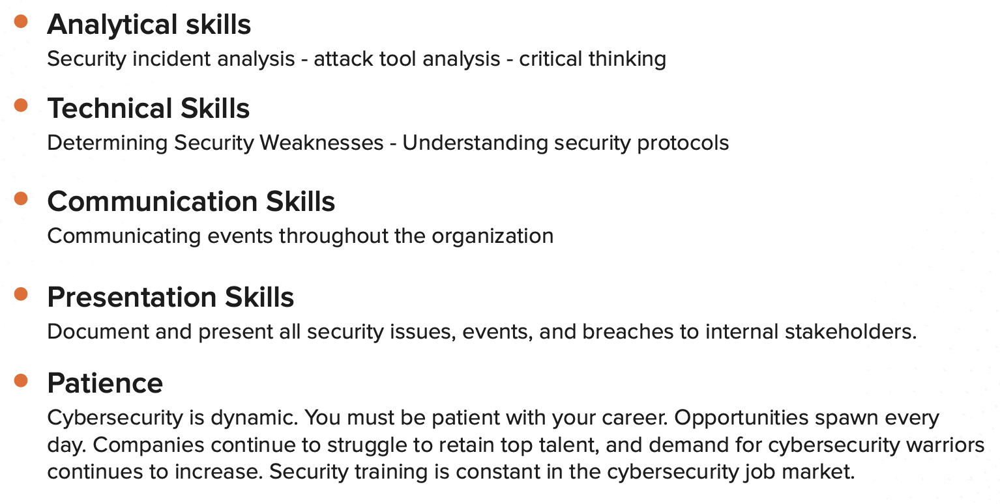 Analytical skills
Security incident analysis - attack tool analysis - critical thinking
Technical Skills
Determining Security Weaknesses - Understanding security protocols
Communication Skills
Communicating events throughout the organization
Presentation Skills
Document and present all security issues, events, and breaches to internal stakeholders.
Patience
Cybersecurity is dynamic. You must be patient with your career. Opportunities spawn every
day. Companies continue to struggle to retain top talent, and demand for cybersecurity warriors
continues to increase. Security training is constant in the cybersecurity job market.